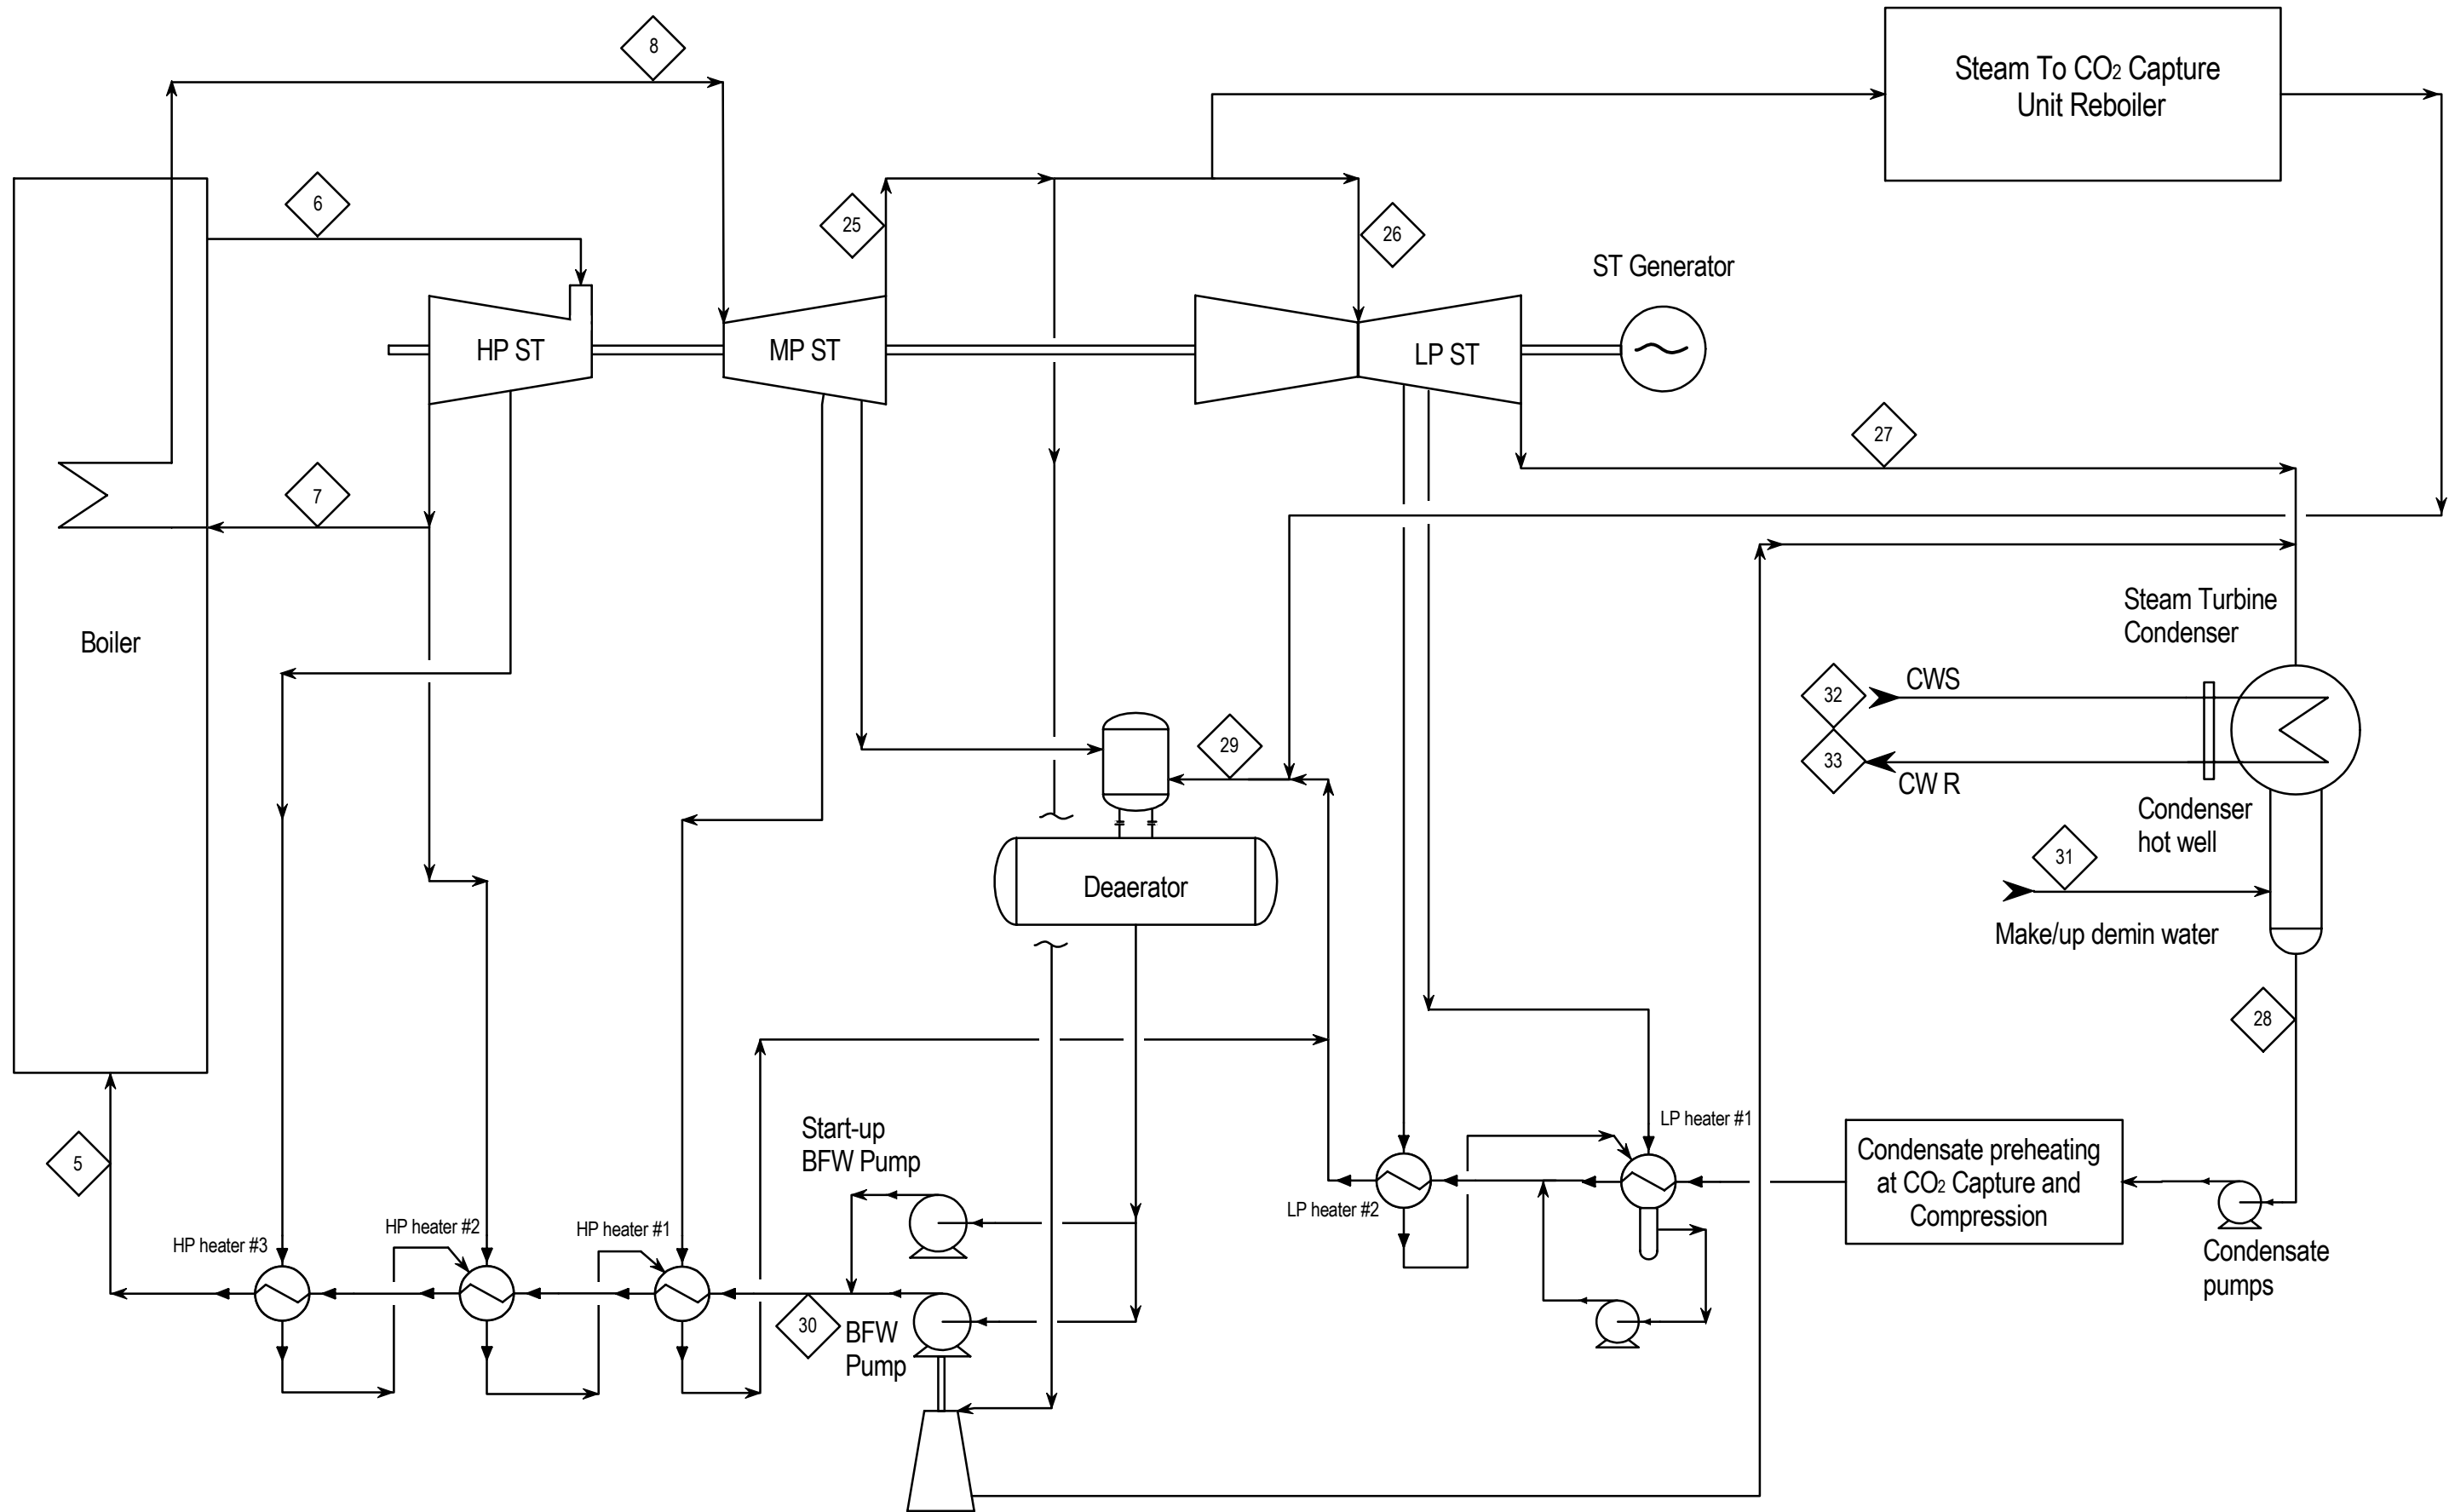 8
Steam To CO2 Capture
Unit Reboiler
6
25
26
ST Generator
HP ST
MP ST
LP ST
27
7
Steam Turbine
Condenser
Boiler
32
CWS
29
33
CW R
Condenser
hot well
31
Deaerator
Make/up demin water
28
Start-up
BFW Pump
LP heater #1
Condensate preheating
at CO2 Capture and
Compression
5
LP heater #2
HP heater #3
HP heater #2
HP heater #1
Condensate
pumps
30
BFW
Pump